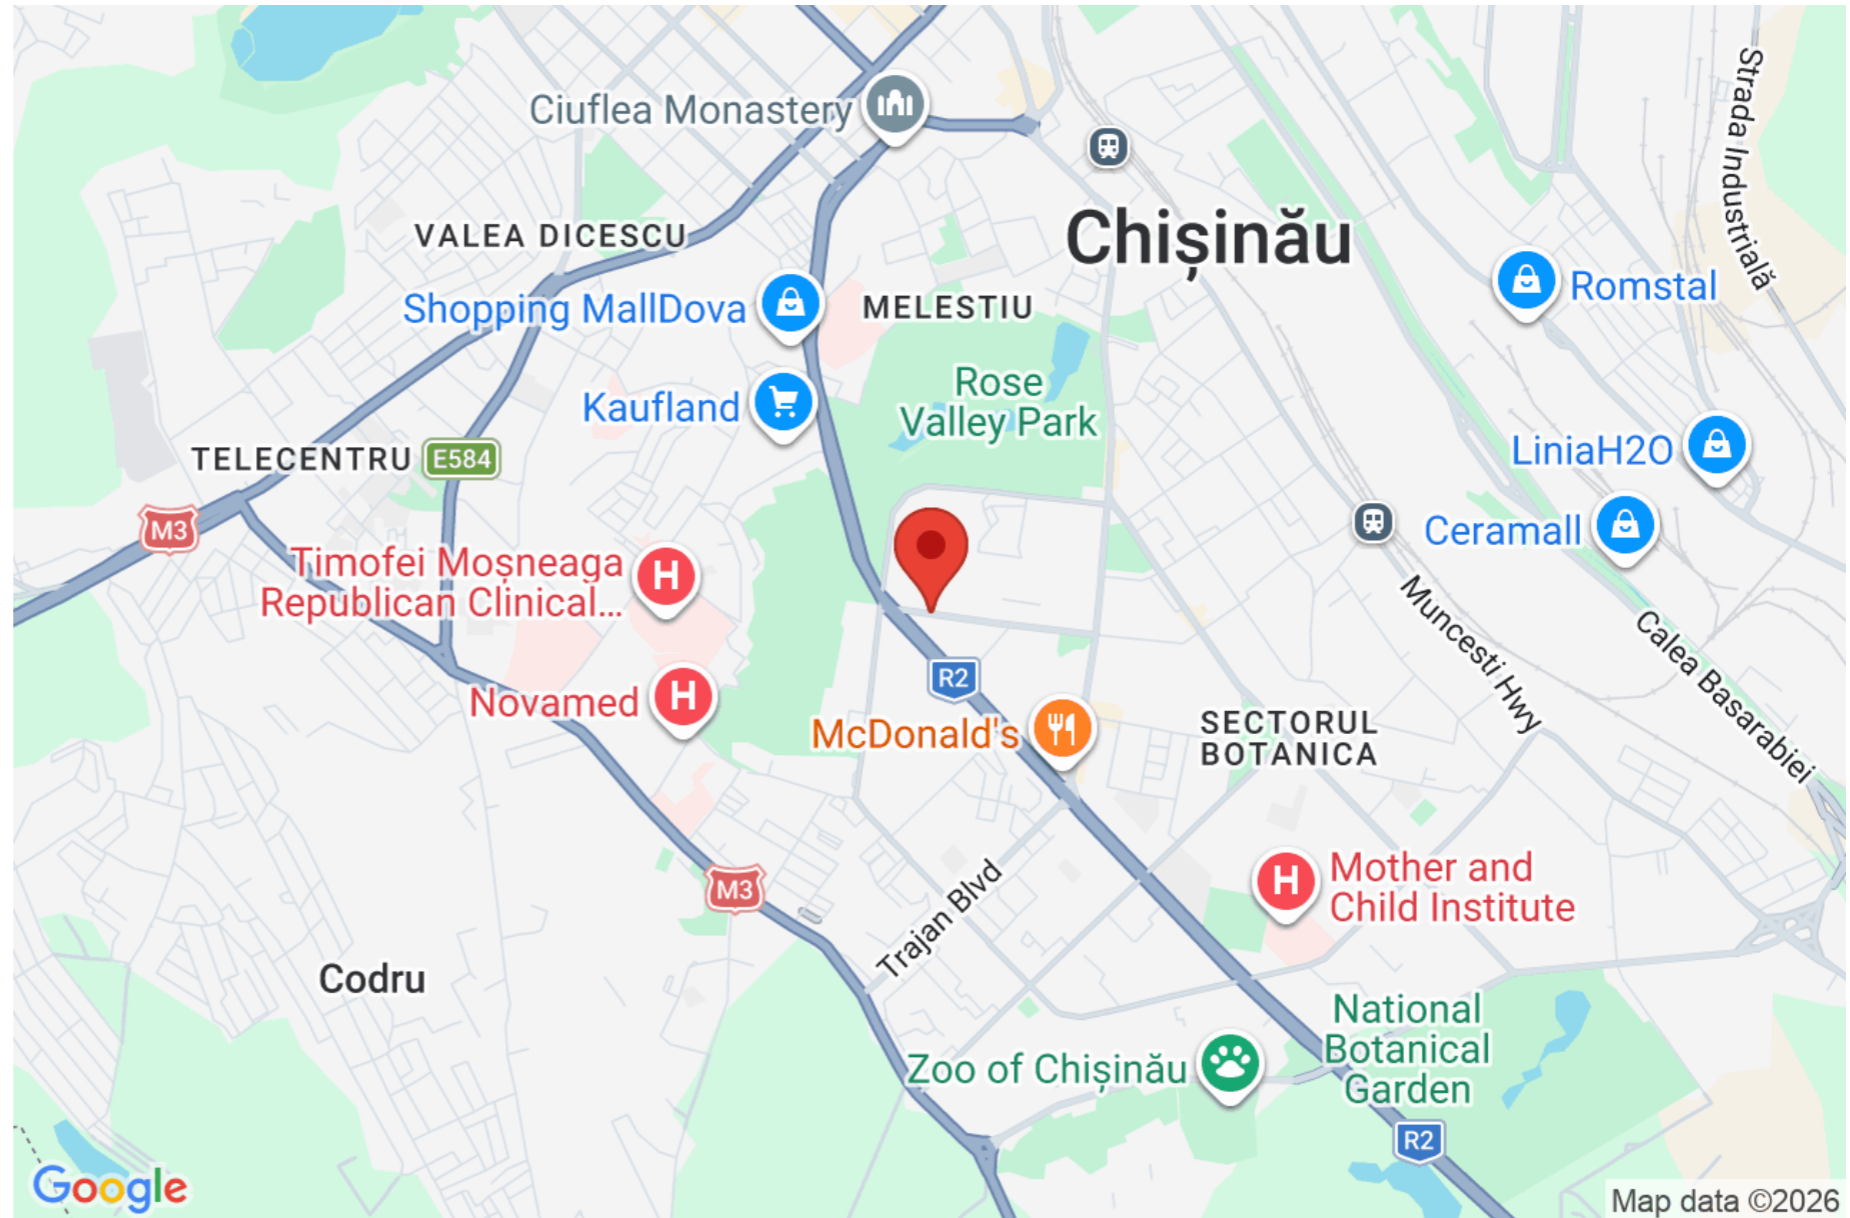 Strada Industrială
Ciuflea Monastery
VALEA DICESCU
Chișinău
Shopping MallDova
MELESTIU
Romstal
Rose
Valley Park
Kaufland
TELECENTRU
E584
LiniaH2O
M3
Ceramall
Timofei Moșneaga
Republican Clinical...
H
Muncesti Hwy
Calea Basarabiei
R2
Novamed
H
McDonald's
SECTORUL
BOTANICA
M3
Trajan Blvd
H
Mother and
Child Institute
Codru
National
Botanical
Garden
Zoo of Chișinău
R2
Google
Map data ©2026